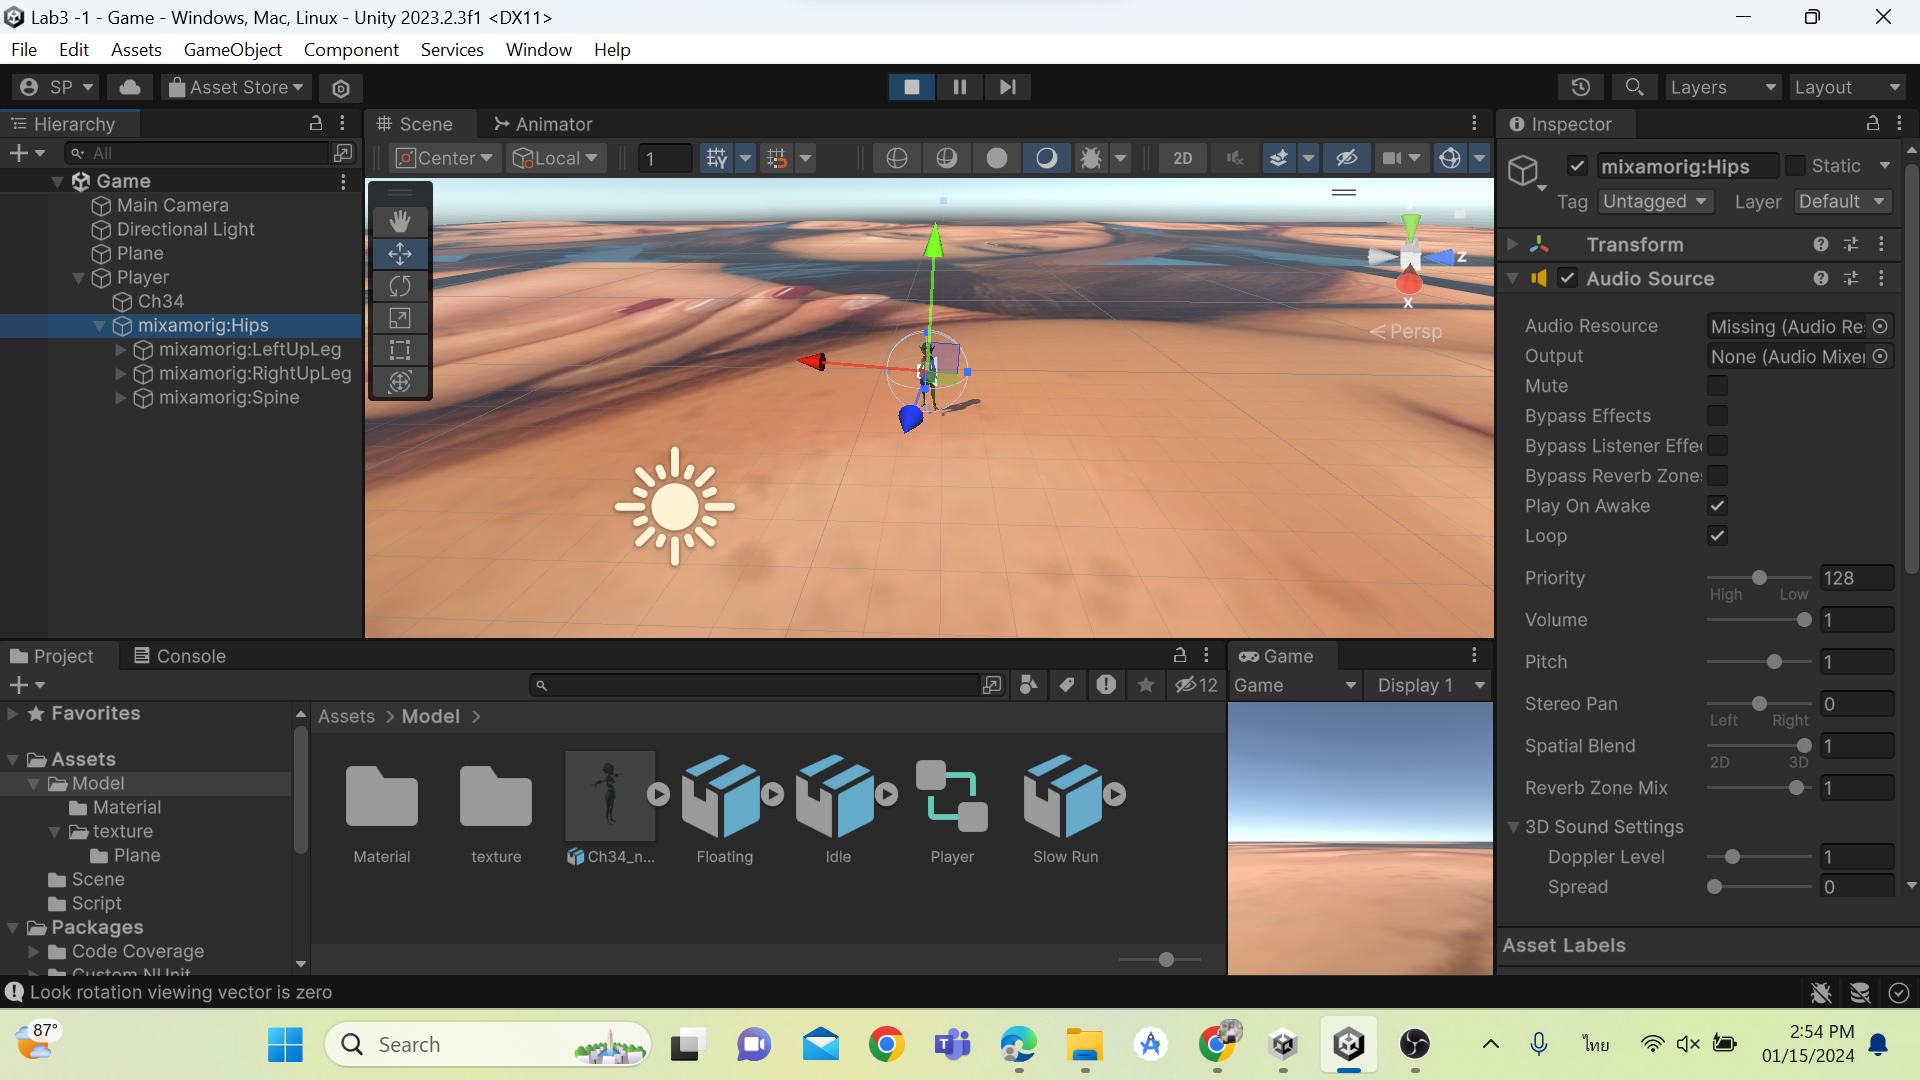 Lab3 -1 - Game - Windows, Mac, Linux - Unity 2023.2.3f1 <DX11>
File Edit Assets GameObject Component Services Window Help
SP Asset Store Layers Layout
Hierarchy
All
Game
Main Camera
Directional Light
Plane
Player
Ch34
mixamorig:Hips
mixamorig:LeftUpLeg
mixamorig:RightUpLeg
mixamorig:Spine
Scene Animator
Center Local 1 2D
y
z
x
Persp
Inspector
mixamorig:Hips Static
Tag Untagged Layer Default
Transform
Audio Source
Audio Resource Missing (Audio Re
Output None (Audio Mixer
Mute
Bypass Effects
Bypass Listener Effe
Bypass Reverb Zone
Play On Awake
Loop
Priority 128
High Low
Volume 1
Pitch 1
Stereo Pan 0
Left Right
Spatial Blend 1
2D 3D
Reverb Zone Mix 1
3D Sound Settings
Doppler Level 1
Spread 0
Asset Labels
Project Console
12
Favorites
Assets
Model
Material
texture
Plane
Scene
Script
Packages
Code Coverage
Custom NUnit
Assets > Model >
Material
texture
Ch34_n...
Floating
Idle
Player
Slow Run
Game
Game Display 1
Look rotation viewing vector is zero
87°
Search
ไทย
2:54 PM
01/15/2024